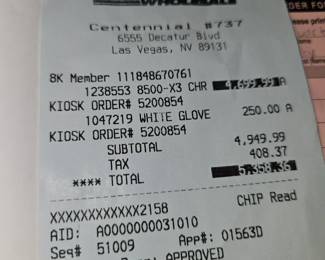 WHOLESALE
Centennial #737
6555 Decatur Blvd
Las Vegas, NV 89131
8K Member 111848670761
1238553 8500-X3 CHR 4,699.99 A
KIOSK ORDER# 5200854
1047219 WHITE GLOVE 250.00 A
KIOSK ORDER# 5200854
SUBTOTAL 4,949.99
TAX 408.37
**** TOTAL 5,358.36
XXXXXXXXXXXX2158 CHIP Read
AID: A0000000031010
Seq# 51009 App#: 01563D
APPROVED